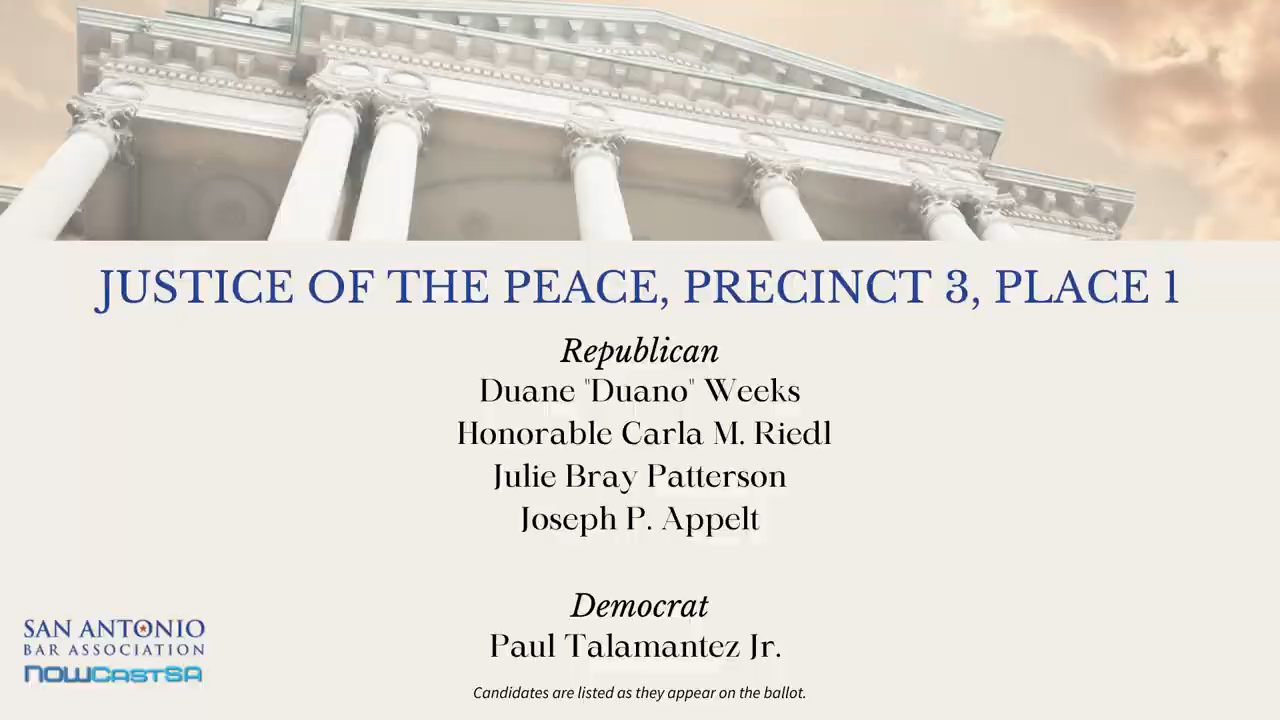 JUSTICE OF THE PEACE, PRECINCT 3, PLACE 1
Republican
Duane "Duano" Weeks
Honorable Carla M. Riedl
Julie Bray Patterson
Joseph P. Appelt
Democrat
Paul Talamantez Jr.
Candidates are listed as they appear on the ballot.
SAN ANTONIO
BAR ASSOCIATION
NOWCASTSA